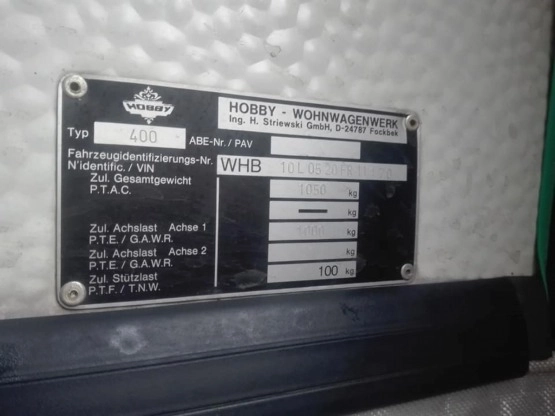 HOBBY
HOBBY - WOHNWAGENWERK
Ing. H. Striewski GmbH, D-24787 Fockbek
Typ 400 ABE-Nr. / PAV
Fahrzeugidentifizierungs-Nr.
N'identific. / VIN WHB
Zul. Gesamtgewicht 1050 kg
P.T.A.C. — kg
Zul. Achslast Achse 1 kg
P.T.E. / G.A.W.R.
Zul. Achslast Achse 2 kg
P.T.E. / G.A.W.R.
Zul. Stützlast 100 kg
P.T.F. / T.N.W.